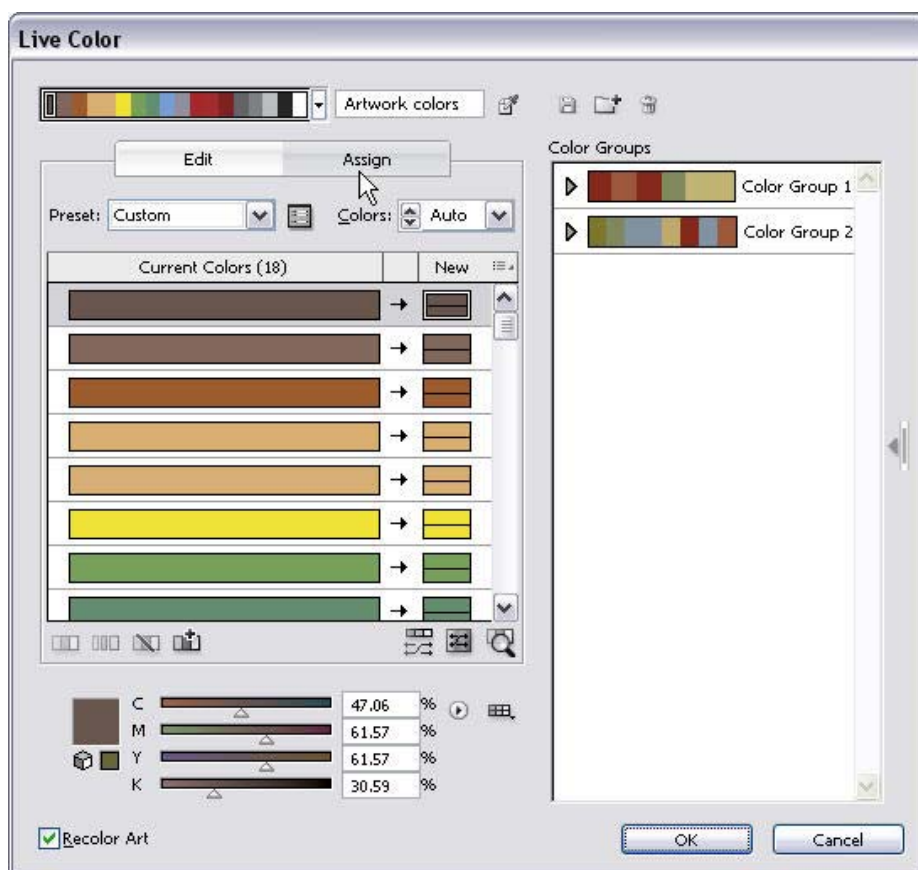 Live Color
Artwork colors
Edit Assign
Color Groups
Color Group 1
Color Group 2
Preset: Custom
Colors: Auto
Current Colors (18) New
C 47.06 %
M 61.57 %
Y 61.57 %
K 30.59 %
Recolor Art
OK Cancel